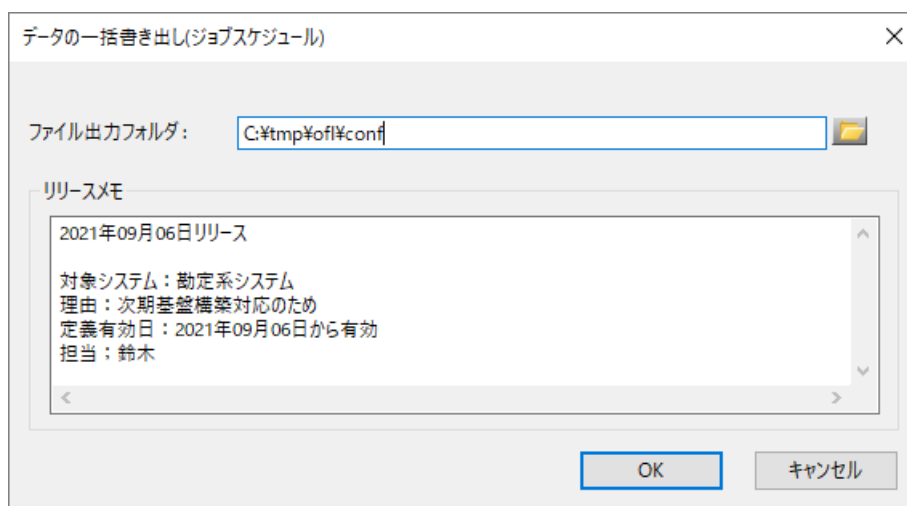 データの一括書き出し(ジョブスケジュール)
ファイル出力フォルダ： C:¥tmp¥ofl¥conf
リリースメモ
2021年09月06日リリース
対象システム：勘定系システム
理由：次期基盤構築対応のため
定義有効日：2021年09月06日から有効
担当；鈴木
OK キャンセル